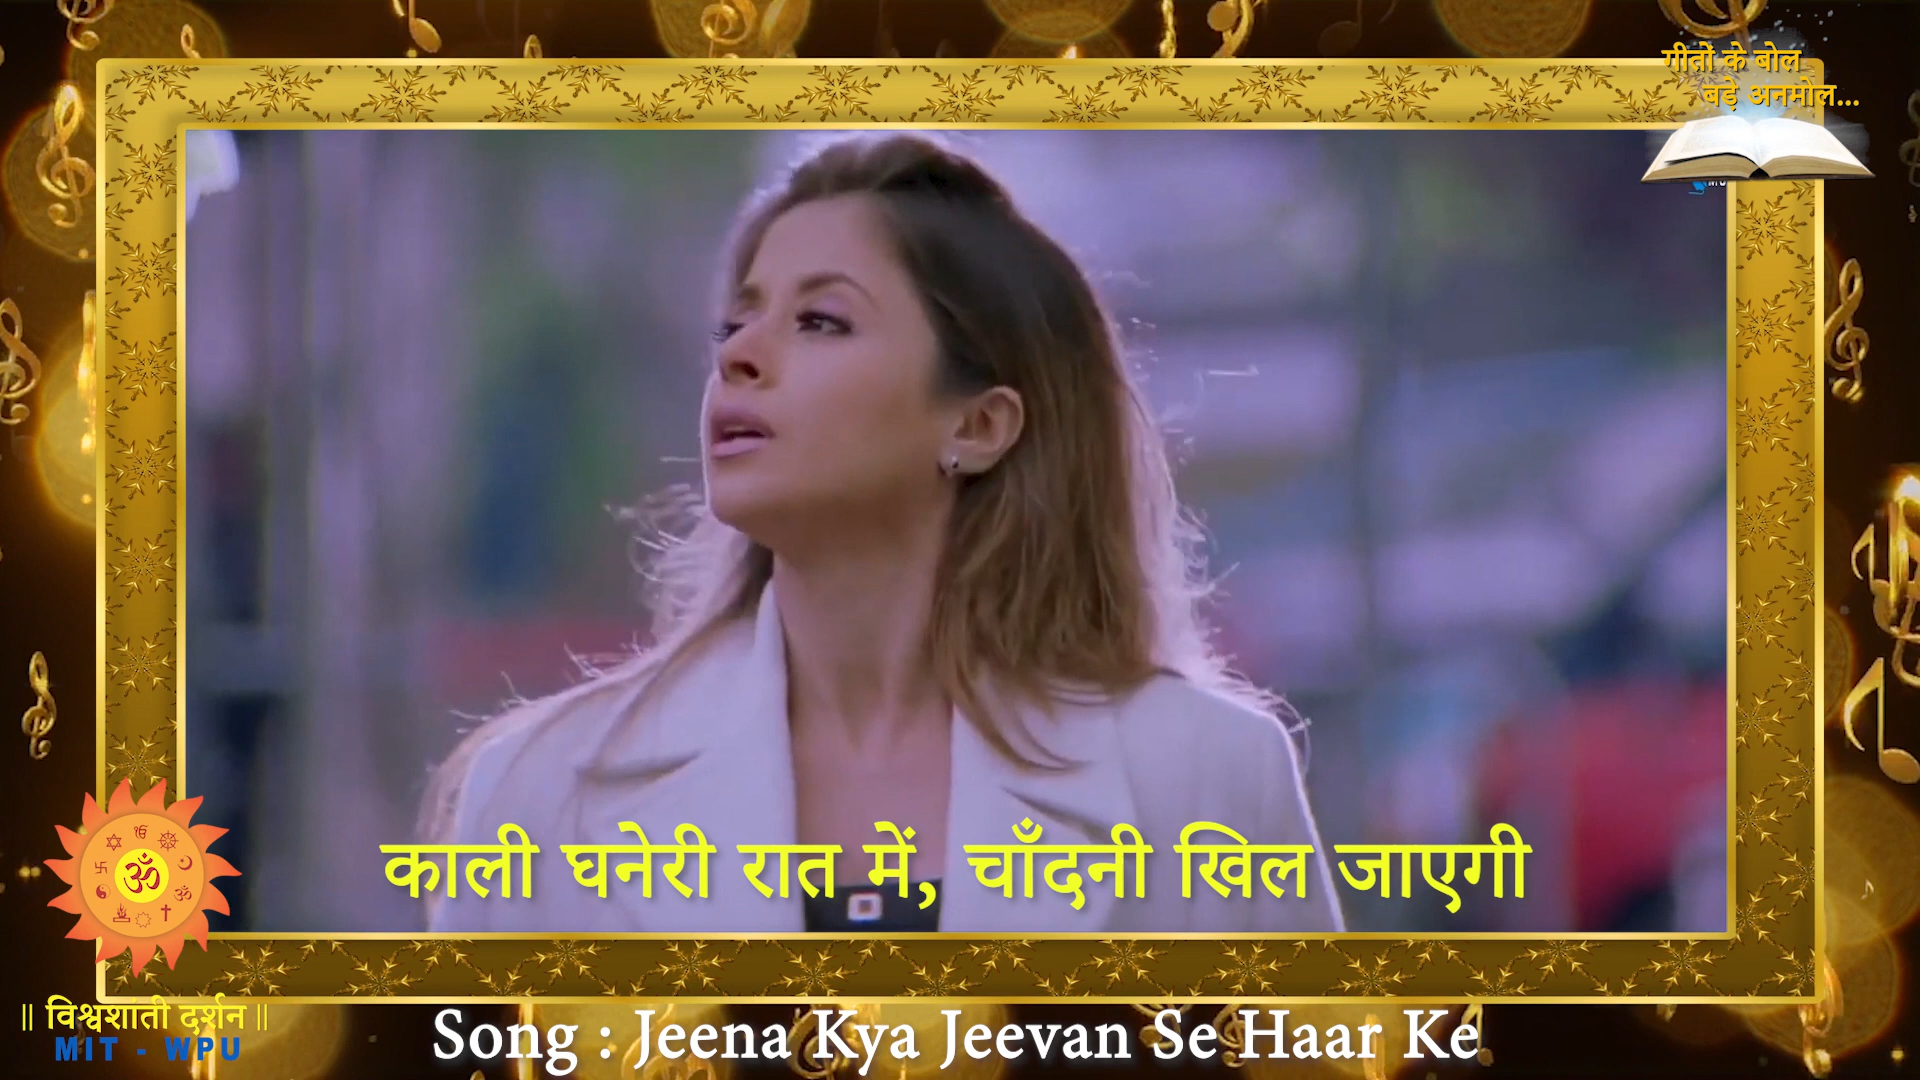 गीतों के बोल
बड़े अनमोल...
काली घनेरी रात में, चाँदनी खिल जाएगी
|| विश्वशांती दर्शन ||
MIT - WPU
Song : Jeena Kya Jeevan Se Haar Ke